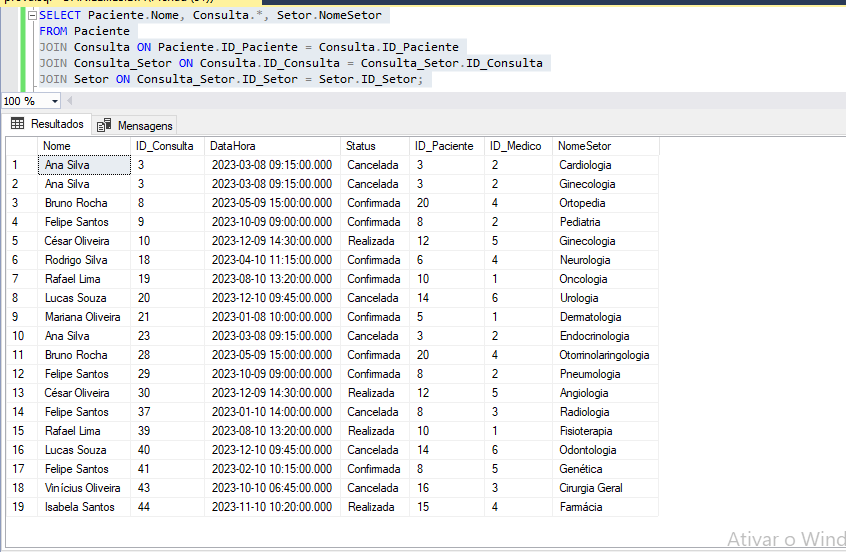 SELECT Paciente.Nome, Consulta.*, Setor.NomeSetor
FROM Paciente
JOIN Consulta ON Paciente.ID_Paciente = Consulta.ID_Paciente
JOIN Consulta_Setor ON Consulta.ID_Consulta = Consulta_Setor.ID_Consulta
JOIN Setor ON Consulta_Setor.ID_Setor = Setor.ID_Setor;
100 %
Resultados Mensagens
Nome ID_Consulta DataHora Status ID_Paciente ID_Medico NomeSetor
1 Ana Silva 3 2023-03-08 09:15:00.000 Cancelada 3 2 Cardiologia
2 Ana Silva 3 2023-03-08 09:15:00.000 Cancelada 3 2 Ginecologia
3 Bruno Rocha 8 2023-05-09 15:00:00.000 Confirmada 20 4 Ortopedia
4 Felipe Santos 9 2023-10-09 09:00:00.000 Confirmada 8 2 Pediatria
5 César Oliveira 10 2023-12-09 14:30:00.000 Realizada 12 5 Ginecologia
6 Rodrigo Silva 18 2023-04-10 11:15:00.000 Confirmada 6 4 Neurologia
7 Rafael Lima 19 2023-08-10 13:20:00.000 Confirmada 10 1 Oncologia
8 Lucas Souza 20 2023-12-10 09:45:00.000 Cancelada 14 6 Urologia
9 Mariana Oliveira 21 2023-01-08 10:00:00.000 Confirmada 5 1 Dermatologia
10 Ana Silva 23 2023-03-08 09:15:00.000 Cancelada 3 2 Endocrinologia
11 Bruno Rocha 28 2023-05-09 15:00:00.000 Confirmada 20 4 Otorrinolaringologia
12 Felipe Santos 29 2023-10-09 09:00:00.000 Confirmada 8 2 Pneumologia
13 César Oliveira 30 2023-12-09 14:30:00.000 Realizada 12 5 Angiologia
14 Felipe Santos 37 2023-01-10 14:00:00.000 Cancelada 8 3 Radiologia
15 Rafael Lima 39 2023-08-10 13:20:00.000 Realizada 10 1 Fisioterapia
16 Lucas Souza 40 2023-12-10 09:45:00.000 Cancelada 14 6 Odontologia
17 Felipe Santos 41 2023-02-10 10:15:00.000 Confirmada 8 5 Genética
18 Vinícius Oliveira 43 2023-10-10 06:45:00.000 Cancelada 16 3 Cirurgia Geral
19 Isabela Santos 44 2023-11-10 10:20:00.000 Realizada 15 4 Farmácia
Ativar o Wind